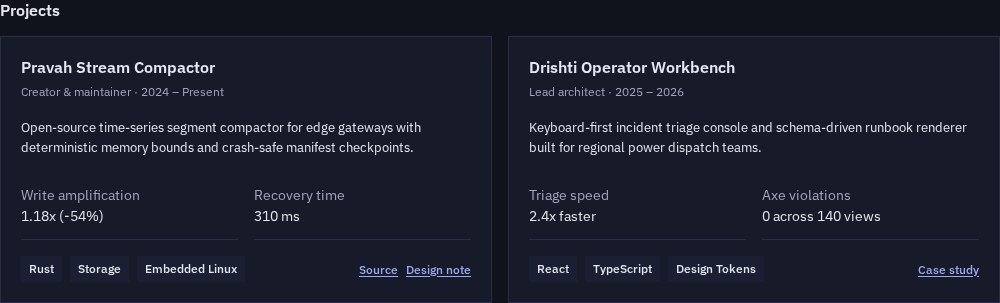 Projects
Pravah Stream Compactor
Creator & maintainer · 2024 – Present
Open-source time-series segment compactor for edge gateways with
deterministic memory bounds and crash-safe manifest checkpoints.
Write amplification
1.18x (-54%)
Recovery time
310 ms
Rust Storage Embedded Linux
Source Design note
Drishti Operator Workbench
Lead architect · 2025 – 2026
Keyboard-first incident triage console and schema-driven runbook renderer
built for regional power dispatch teams.
Triage speed
2.4x faster
Axe violations
0 across 140 views
React TypeScript Design Tokens
Case study